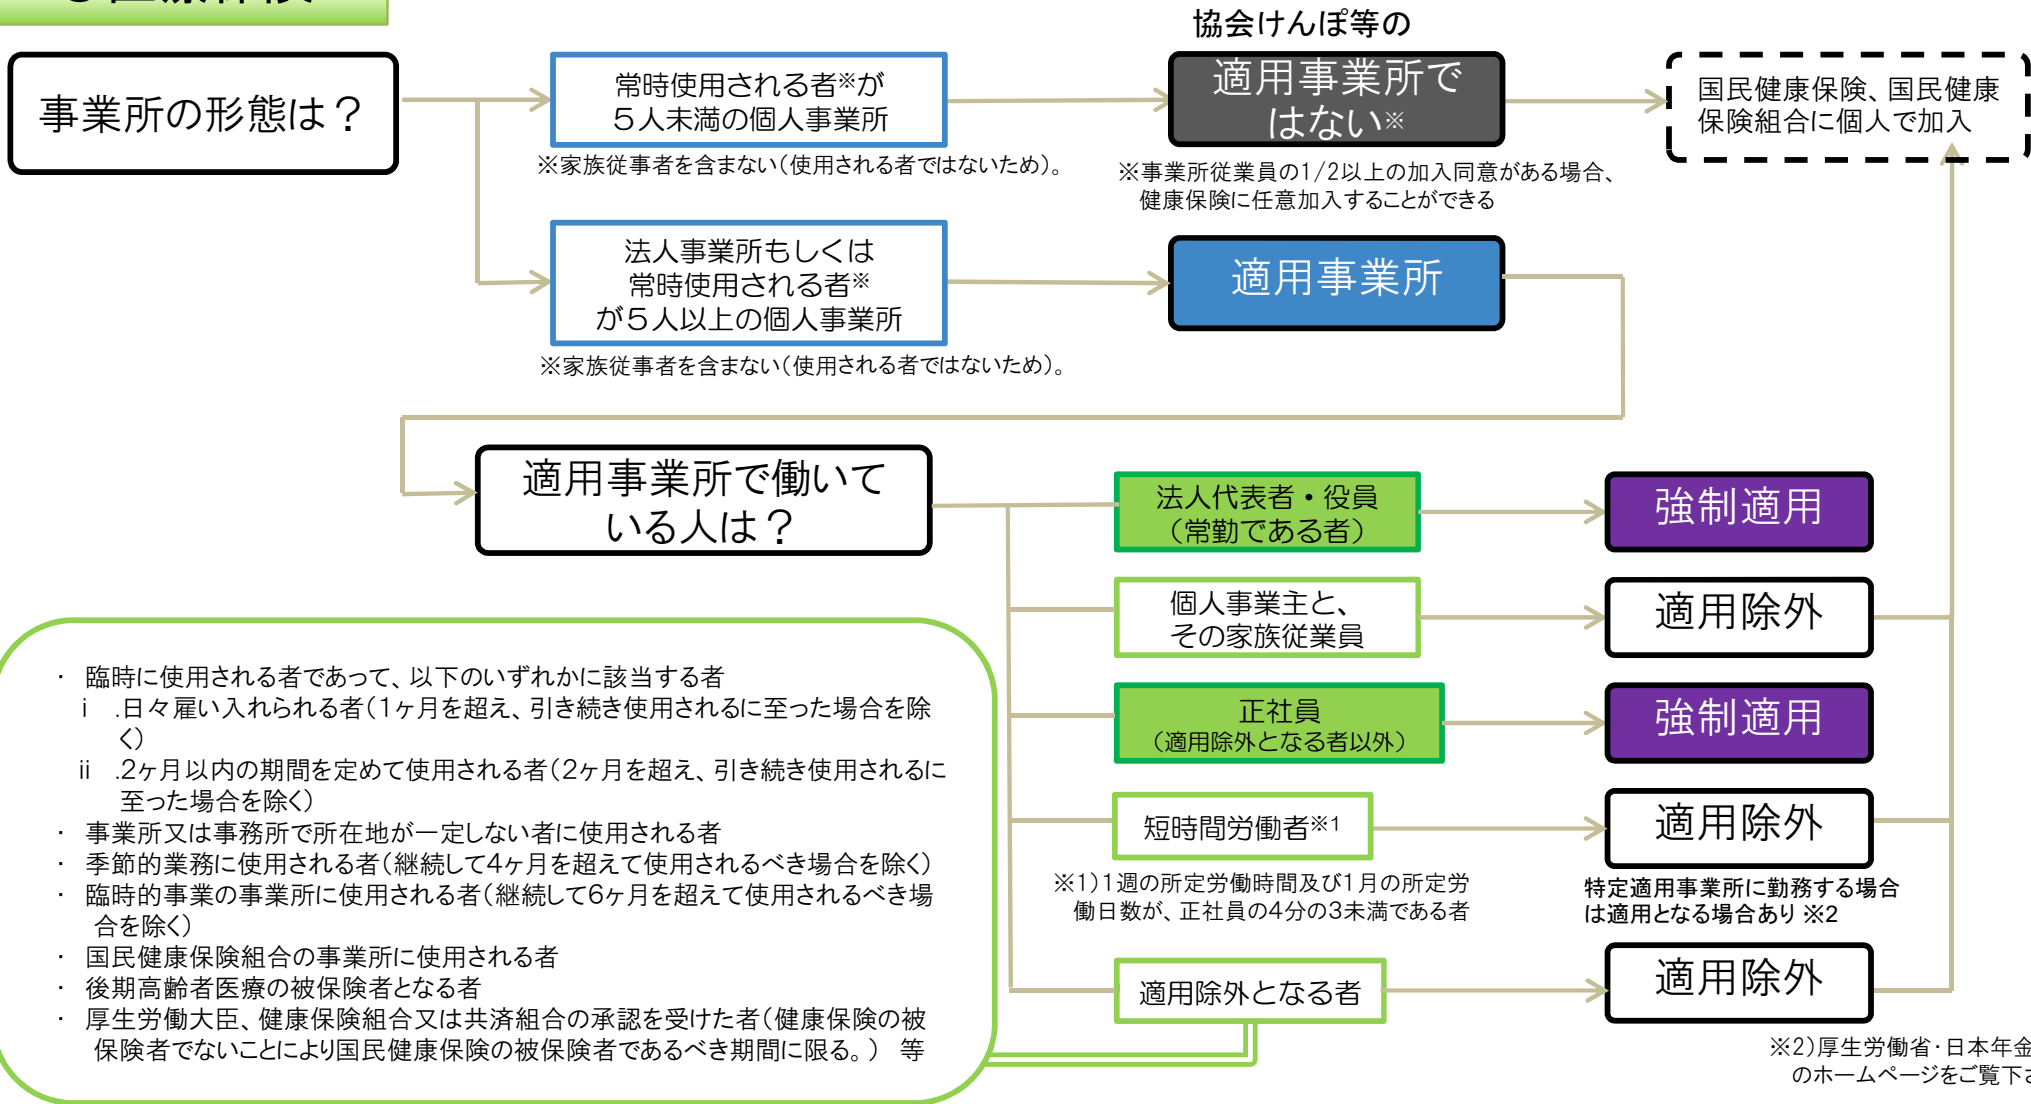 協会けんぽ等の
事業所の形態は？
常時使用される者※が
５人未満の個人事業所
適用事業所で
はない※
国民健康保険、国民健康
保険組合に個人で加入
※家族従事者を含まない（使用される者ではないため）。
※事業所従業員の1/2以上の加入同意がある場合、
健康保険に任意加入することができる
法人事業所もしくは
常時使用される者※
が５人以上の個人事業所
適用事業所
※家族従事者を含まない（使用される者ではないため）。
適用事業所で働いて
いる人は？
法人代表者・役員
（常勤である者）
強制適用
個人事業主と、
その家族従業員
適用除外
正社員
（適用除外となる者以外）
強制適用
短時間労働者※1
適用除外
※1）1週の所定労働時間及び1月の所定労
働日数が、正社員の4分の3未満である者
特定適用事業所に勤務する場合
は適用となる場合あり ※2
適用除外となる者
適用除外
・ 臨時に使用される者であって、以下のいずれかに該当する者
ⅰ .日々雇い入れられる者（1ヶ月を超え、引き続き使用されるに至った場合を除
く）
ⅱ .2ヶ月以内の期間を定めて使用される者（2ヶ月を超え、引き続き使用されるに
至った場合を除く）
・ 事業所又は事務所で所在地が一定しない者に使用される者
・ 季節的業務に使用される者（継続して4ヶ月を超えて使用されるべき場合を除く）
・ 臨時的事業の事業所に使用される者（継続して6ヶ月を超えて使用されるべき場
合を除く）
・ 国民健康保険組合の事業所に使用される者
・ 後期高齢者医療の被保険者となる者
・ 厚生労働大臣、健康保険組合又は共済組合の承認を受けた者（健康保険の被
保険者でないことにより国民健康保険の被保険者であるべき期間に限る。） 等
※2）厚生労働省・日本年金
のホームページをご覧下さ